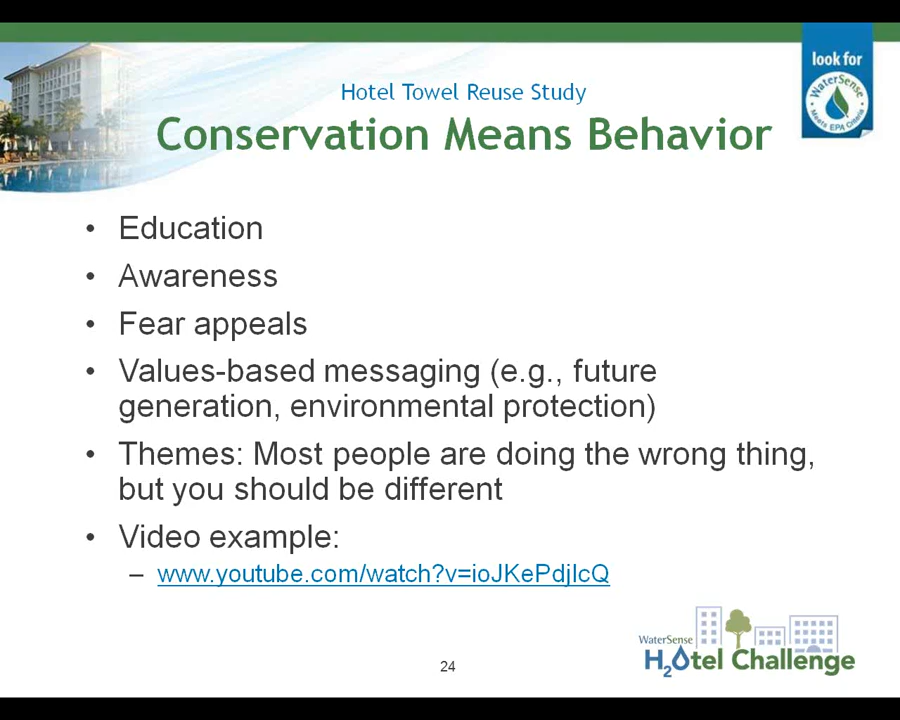 look for
WaterSense
Meets EPA Criteria
Hotel Towel Reuse Study
Conservation Means Behavior
• Education
• Awareness
• Fear appeals
• Values-based messaging (e.g., future
generation, environmental protection)
• Themes: Most people are doing the wrong thing,
but you should be different
• Video example:
– www.youtube.com/watch?v=ioJKePdjIcQ
WaterSense
H2Otel Challenge
24